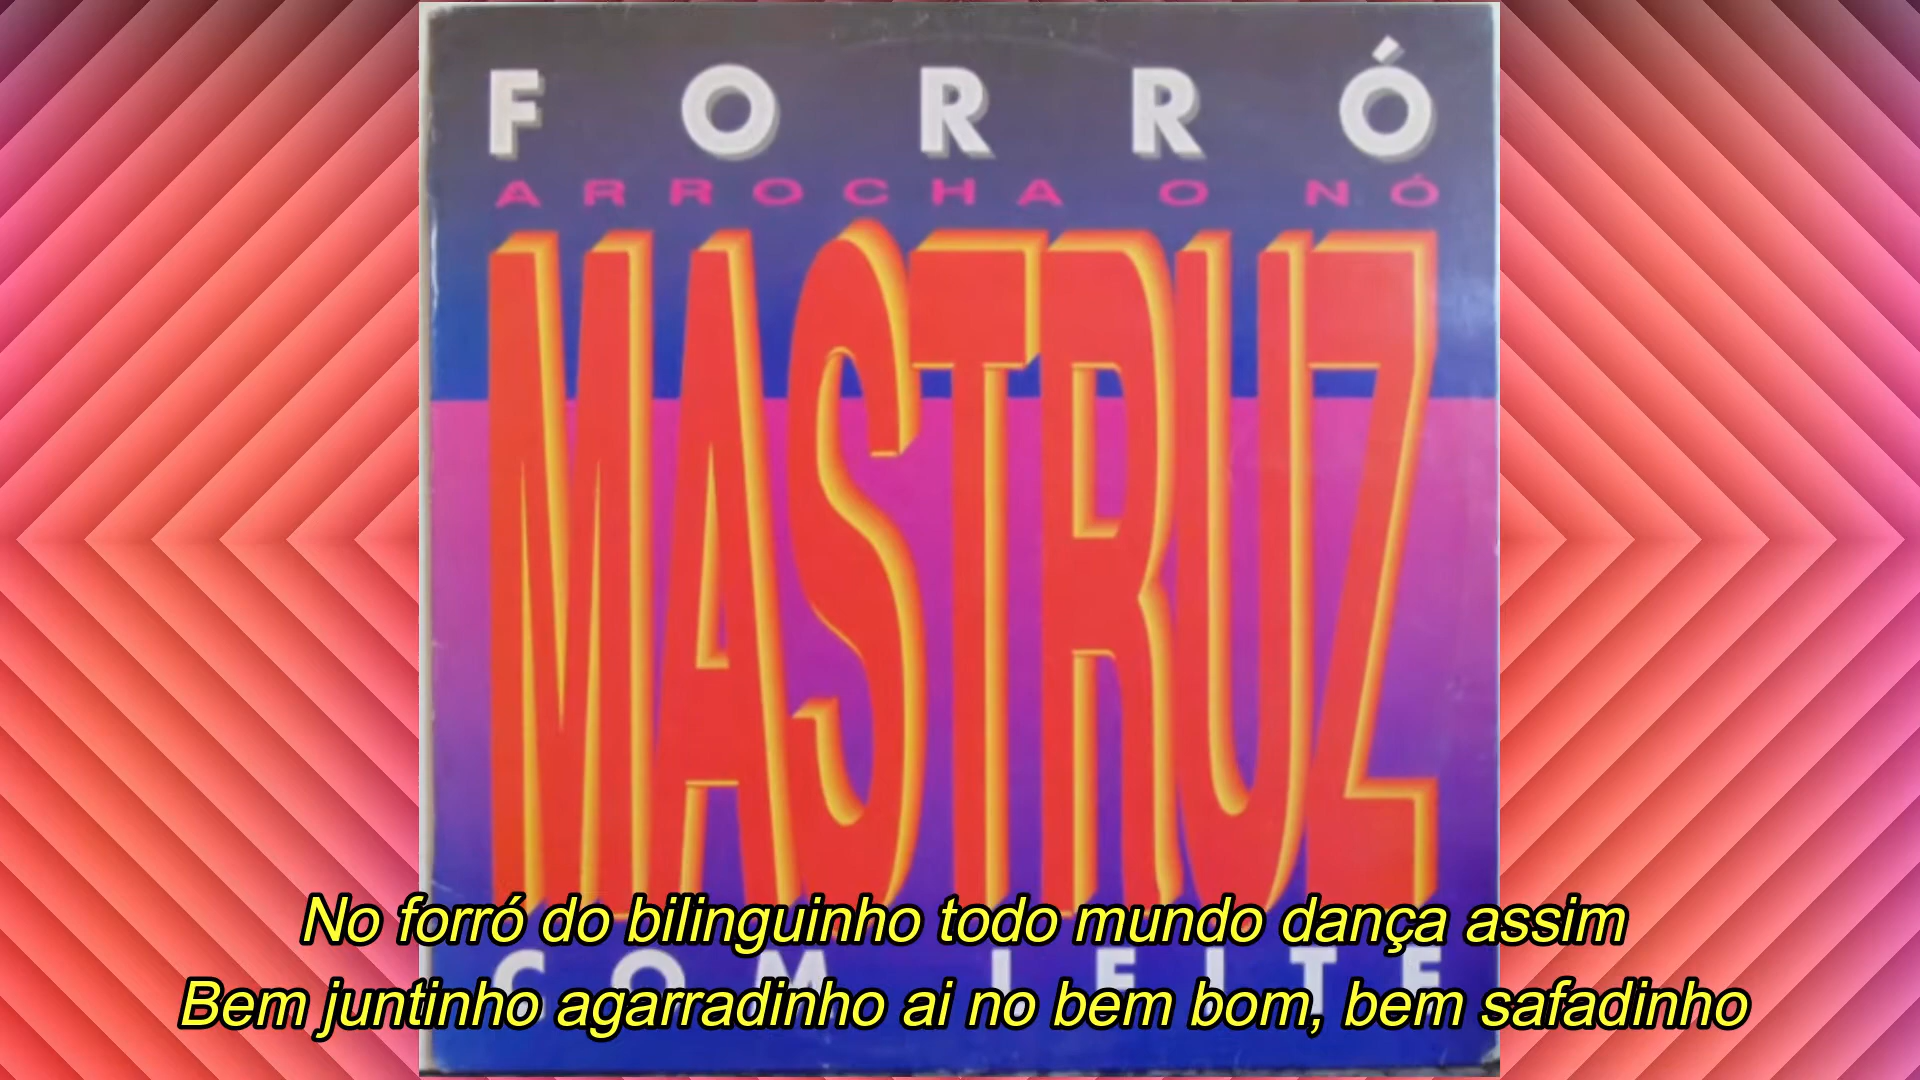 FORRÓ
ARROCHA O NÓ
MASTRUZ
COM LEITE
No forró do bilinguinho todo mundo dança assim
Bem juntinho agarradinho ai no bem bom, bem safadinho